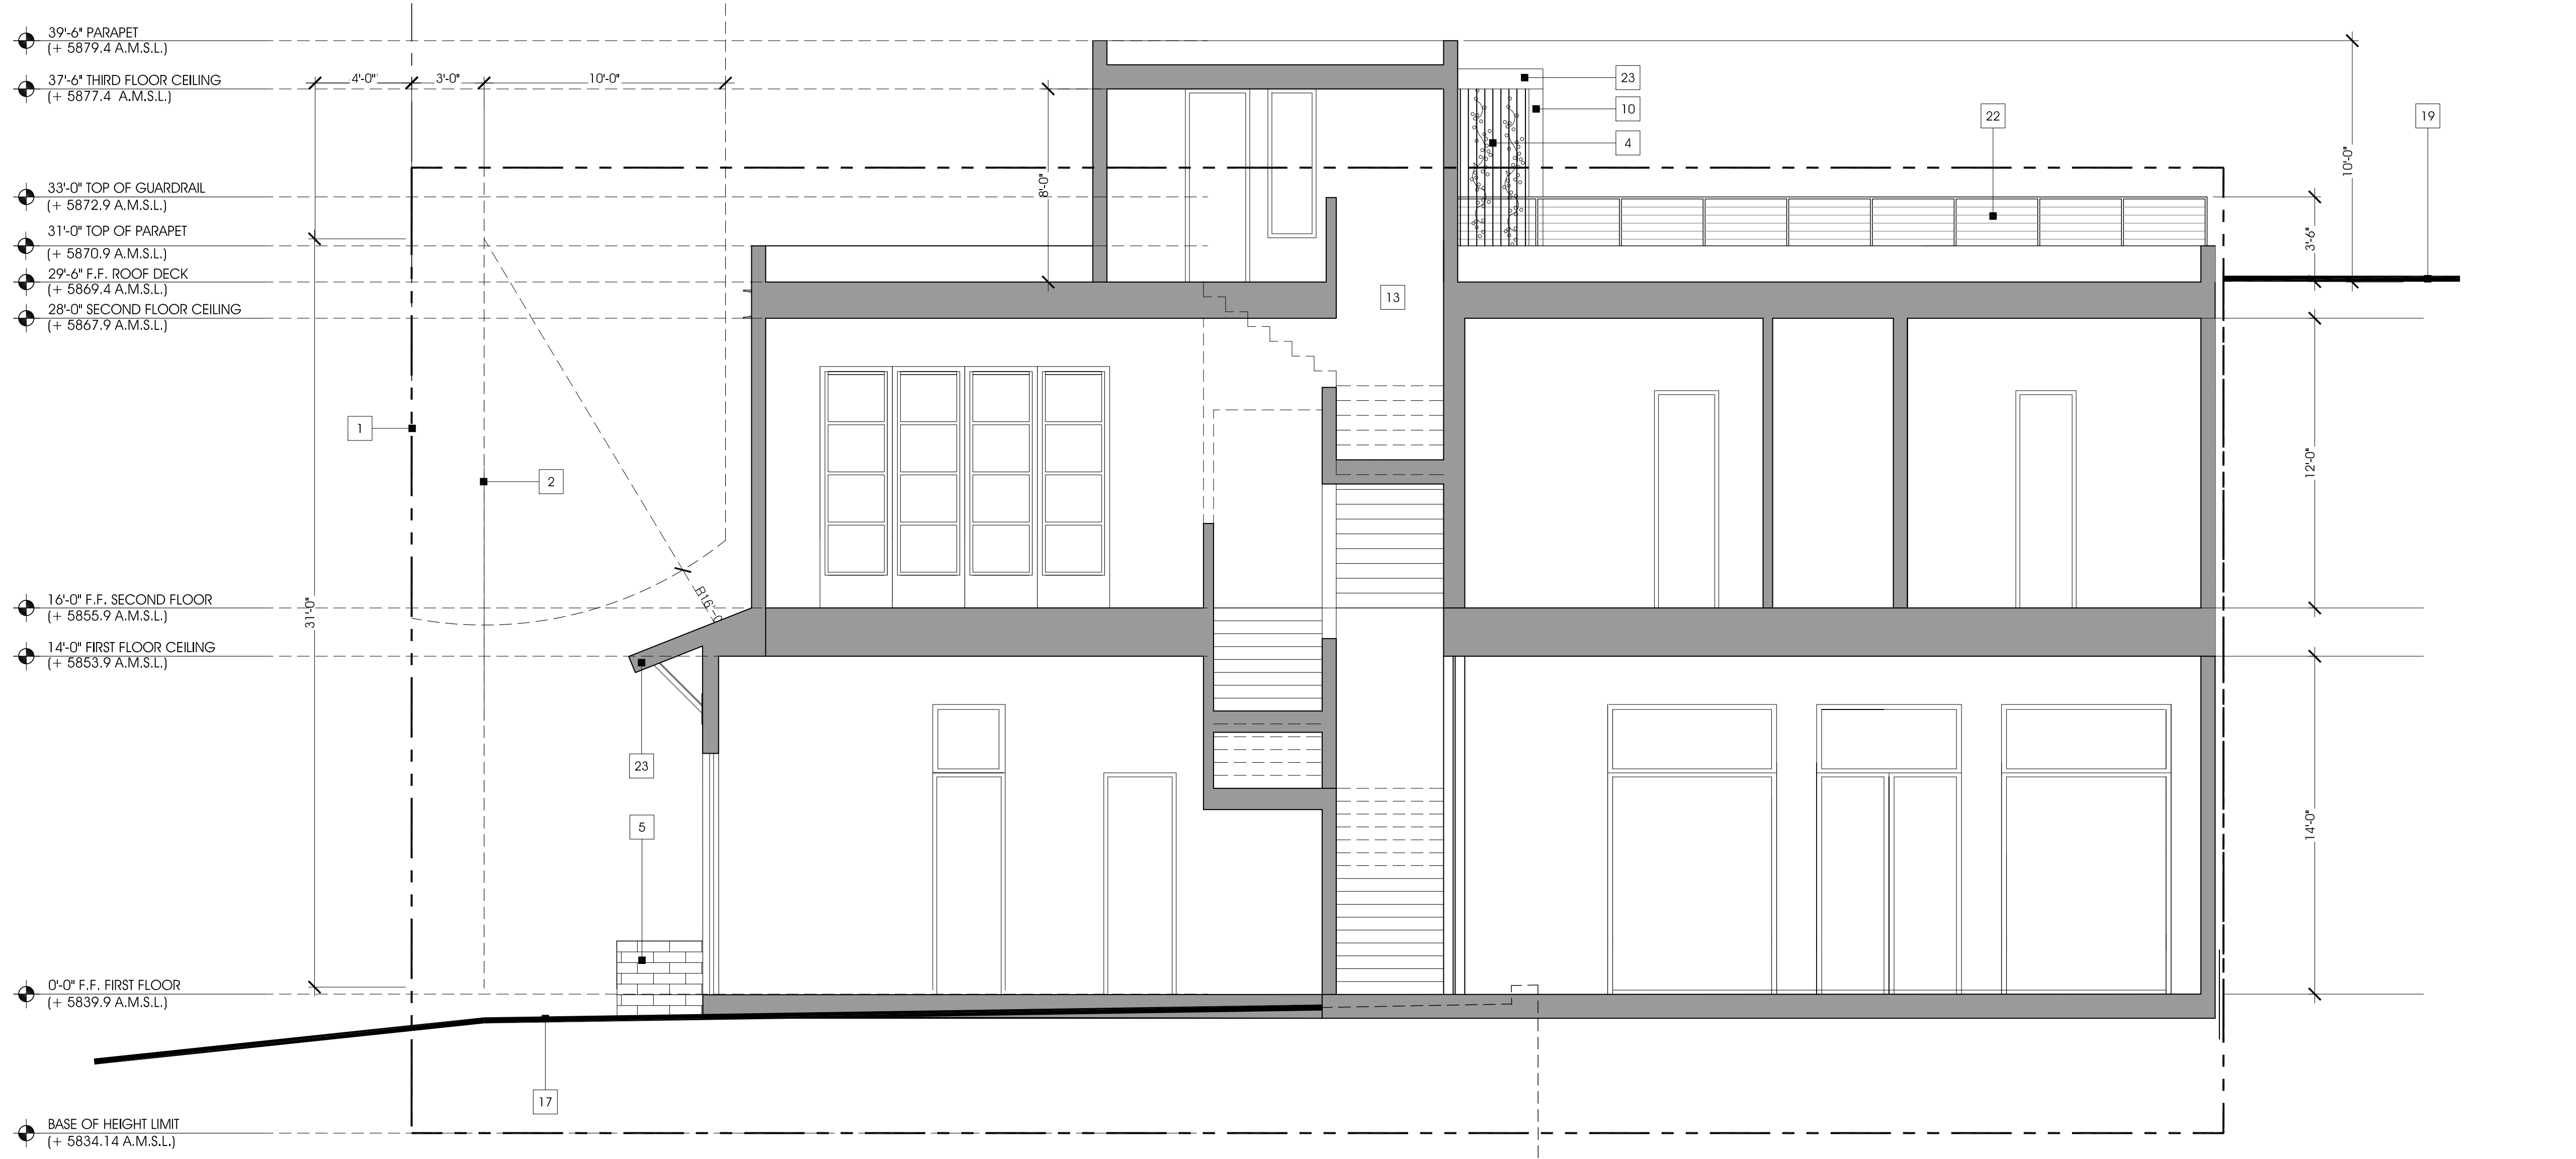 39'-6" PARAPET
(+ 5879.4 A.M.S.L.)
37'-6" THIRD FLOOR CEILING
(+ 5877.4 A.M.S.L.)
4'-0"
3'-0"
10'-0"
23
10
4
22
19
10'-0"
8'-0"
33'-0" TOP OF GUARDRAIL
(+ 5872.9 A.M.S.L.)
31'-0" TOP OF PARAPET
(+ 5870.9 A.M.S.L.)
3'-6"
29'-6" F.F. ROOF DECK
(+ 5869.4 A.M.S.L.)
13
28'-0" SECOND FLOOR CEILING
(+ 5867.9 A.M.S.L.)
1
2
12'-0"
16'-0" F.F. SECOND FLOOR
(+ 5855.9 A.M.S.L.)
31'-0"
R16'-0
14'-0" FIRST FLOOR CEILING
(+ 5853.9 A.M.S.L.)
23
5
14'-0"
0'-0" F.F. FIRST FLOOR
(+ 5839.9 A.M.S.L.)
17
BASE OF HEIGHT LIMIT
(+ 5834.14 A.M.S.L.)